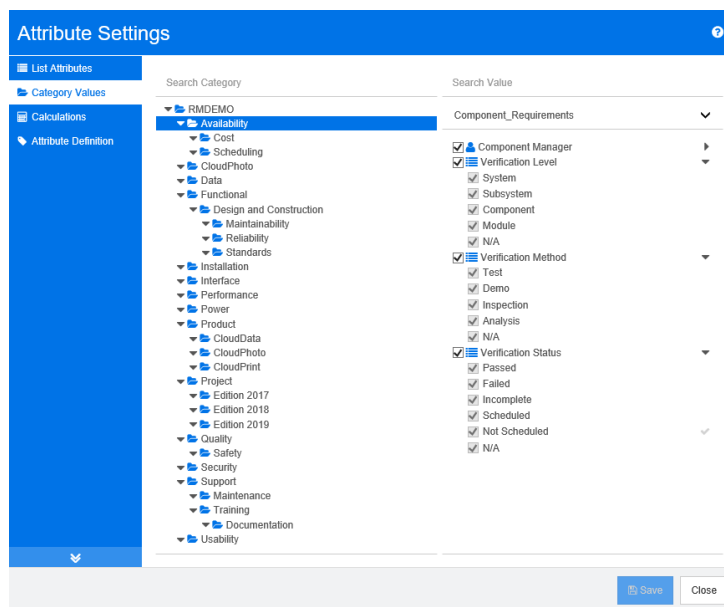 Attribute Settings
List Attributes
Category Values
Calculations
Attribute Definition
Search Category
RMDEMO
Availability
Cost
Scheduling
CloudPhoto
Data
Functional
Design and Construction
Maintainability
Reliability
Standards
Installation
Interface
Performance
Power
Product
CloudData
CloudPhoto
CloudPrint
Project
Edition 2017
Edition 2018
Edition 2019
Quality
Safety
Security
Support
Maintenance
Training
Documentation
Usability
Search Value
Component_Requirements
Component Manager
Verification Level
System
Subsystem
Component
Module
N/A
Verification Method
Test
Demo
Inspection
Analysis
N/A
Verification Status
Passed
Failed
Incomplete
Scheduled
Not Scheduled
N/A
Save
Close